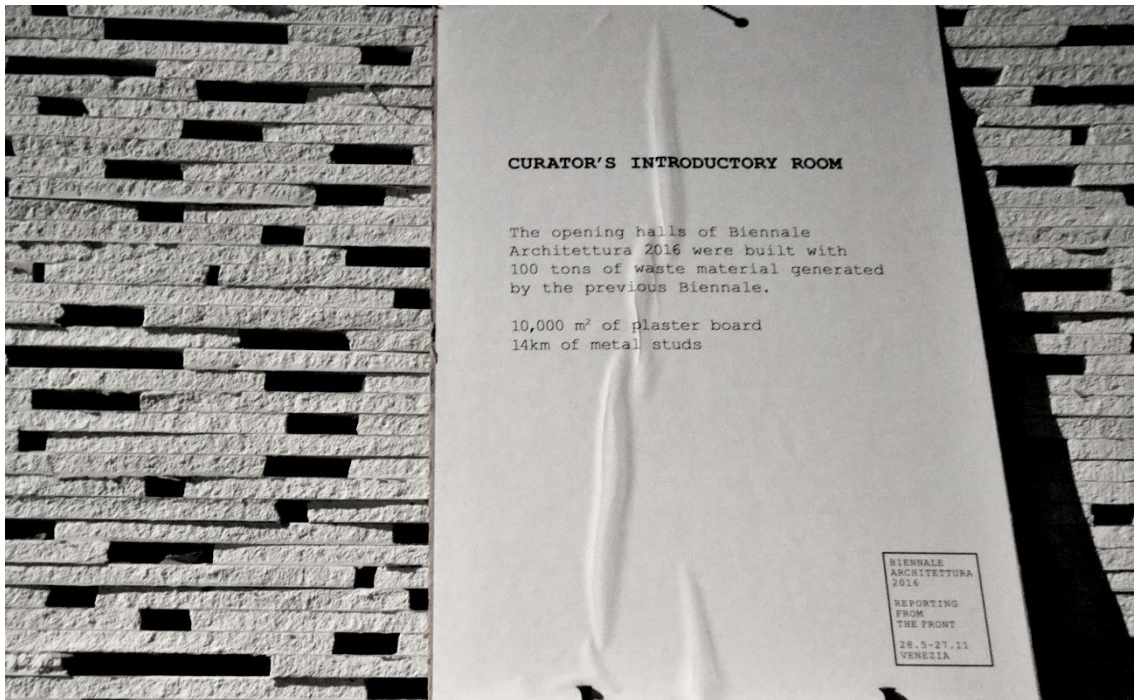 CURATOR'S INTRODUCTORY ROOM
The opening halls of Biennale
Architettura 2016 were built with
100 tons of waste material generated
by the previous Biennale.
10,000 m² of plaster board
14km of metal studs
BIENNALE
ARCHITETTURA
2016
REPORTING
FROM
THE FRONT
28.5-27.11
VENEZIA